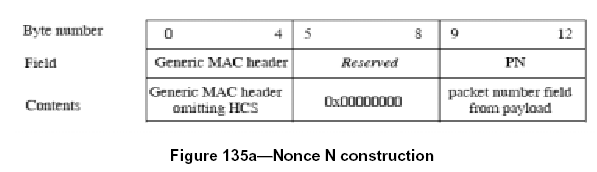 Byte number 0 4 5 8 9 12
Field Generic MAC header Reserved PN
Contents Generic MAC header omitting HCS 0x00000000 packet number field from payload
Figure 135a—Nonce N construction